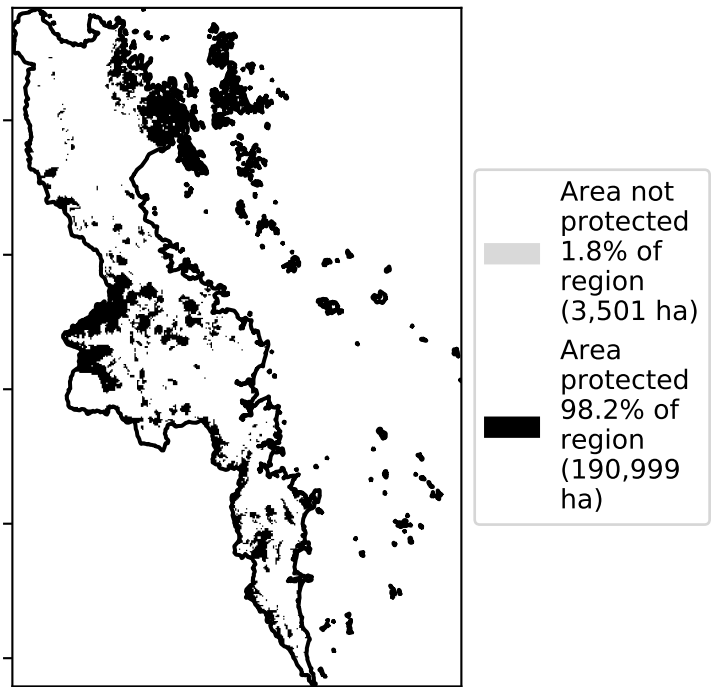 Area not
protected
1.8% of
region
(3,501 ha)
Area
protected
98.2% of
region
(190,999
ha)